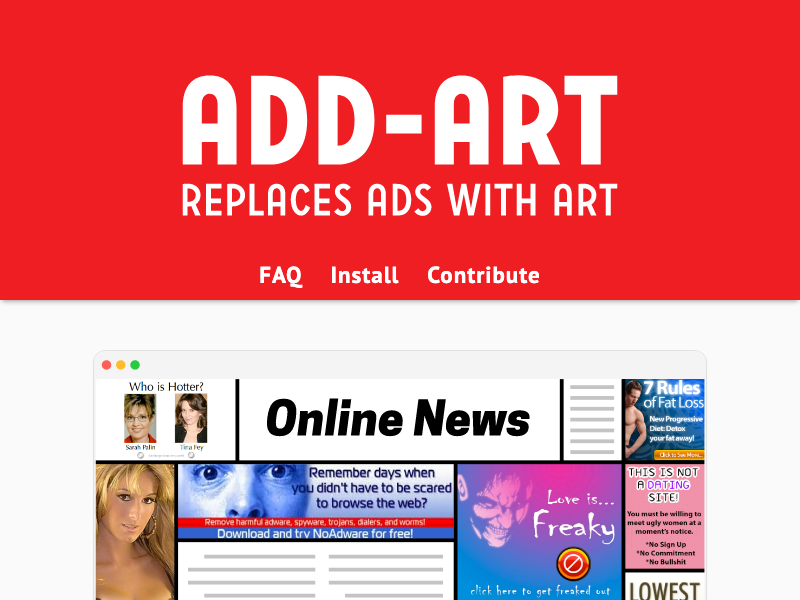 ADD-ART
REPLACES ADS WITH ART
FAQ Install Contribute
Who is Hotter?
Sarah Palin
Tina Fey
Online News
7 Rules
of Fat Loss
New Progressive
Diet: Detox
your fat away!
Click to See More...
Remember days when
you didn't have to be scared
to browse the web?
Remove harmful adware, spyware, trojans, dialers, and worms!
Download and try NoAdware for free!
Love is...
Freaky
click here to get freaked out
THIS IS NOT
A DATING
SITE!
You must be willing to
meet ugly women at a
moment's notice.
*No Sign Up
*No Commitment
*No Bullshit
LOWEST